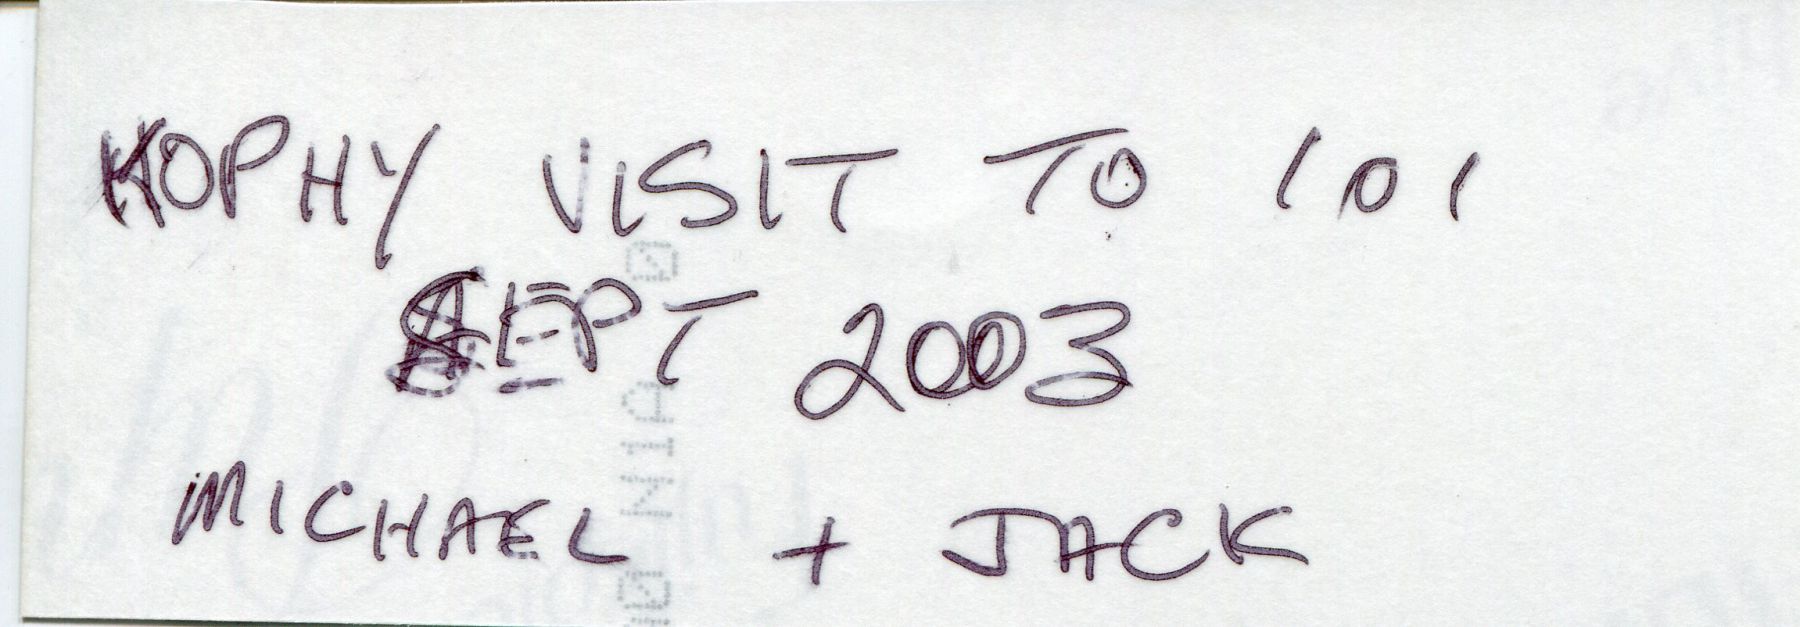 KOPHY VISIT TO 101
SEPT 2003
MICHAEL + JACK